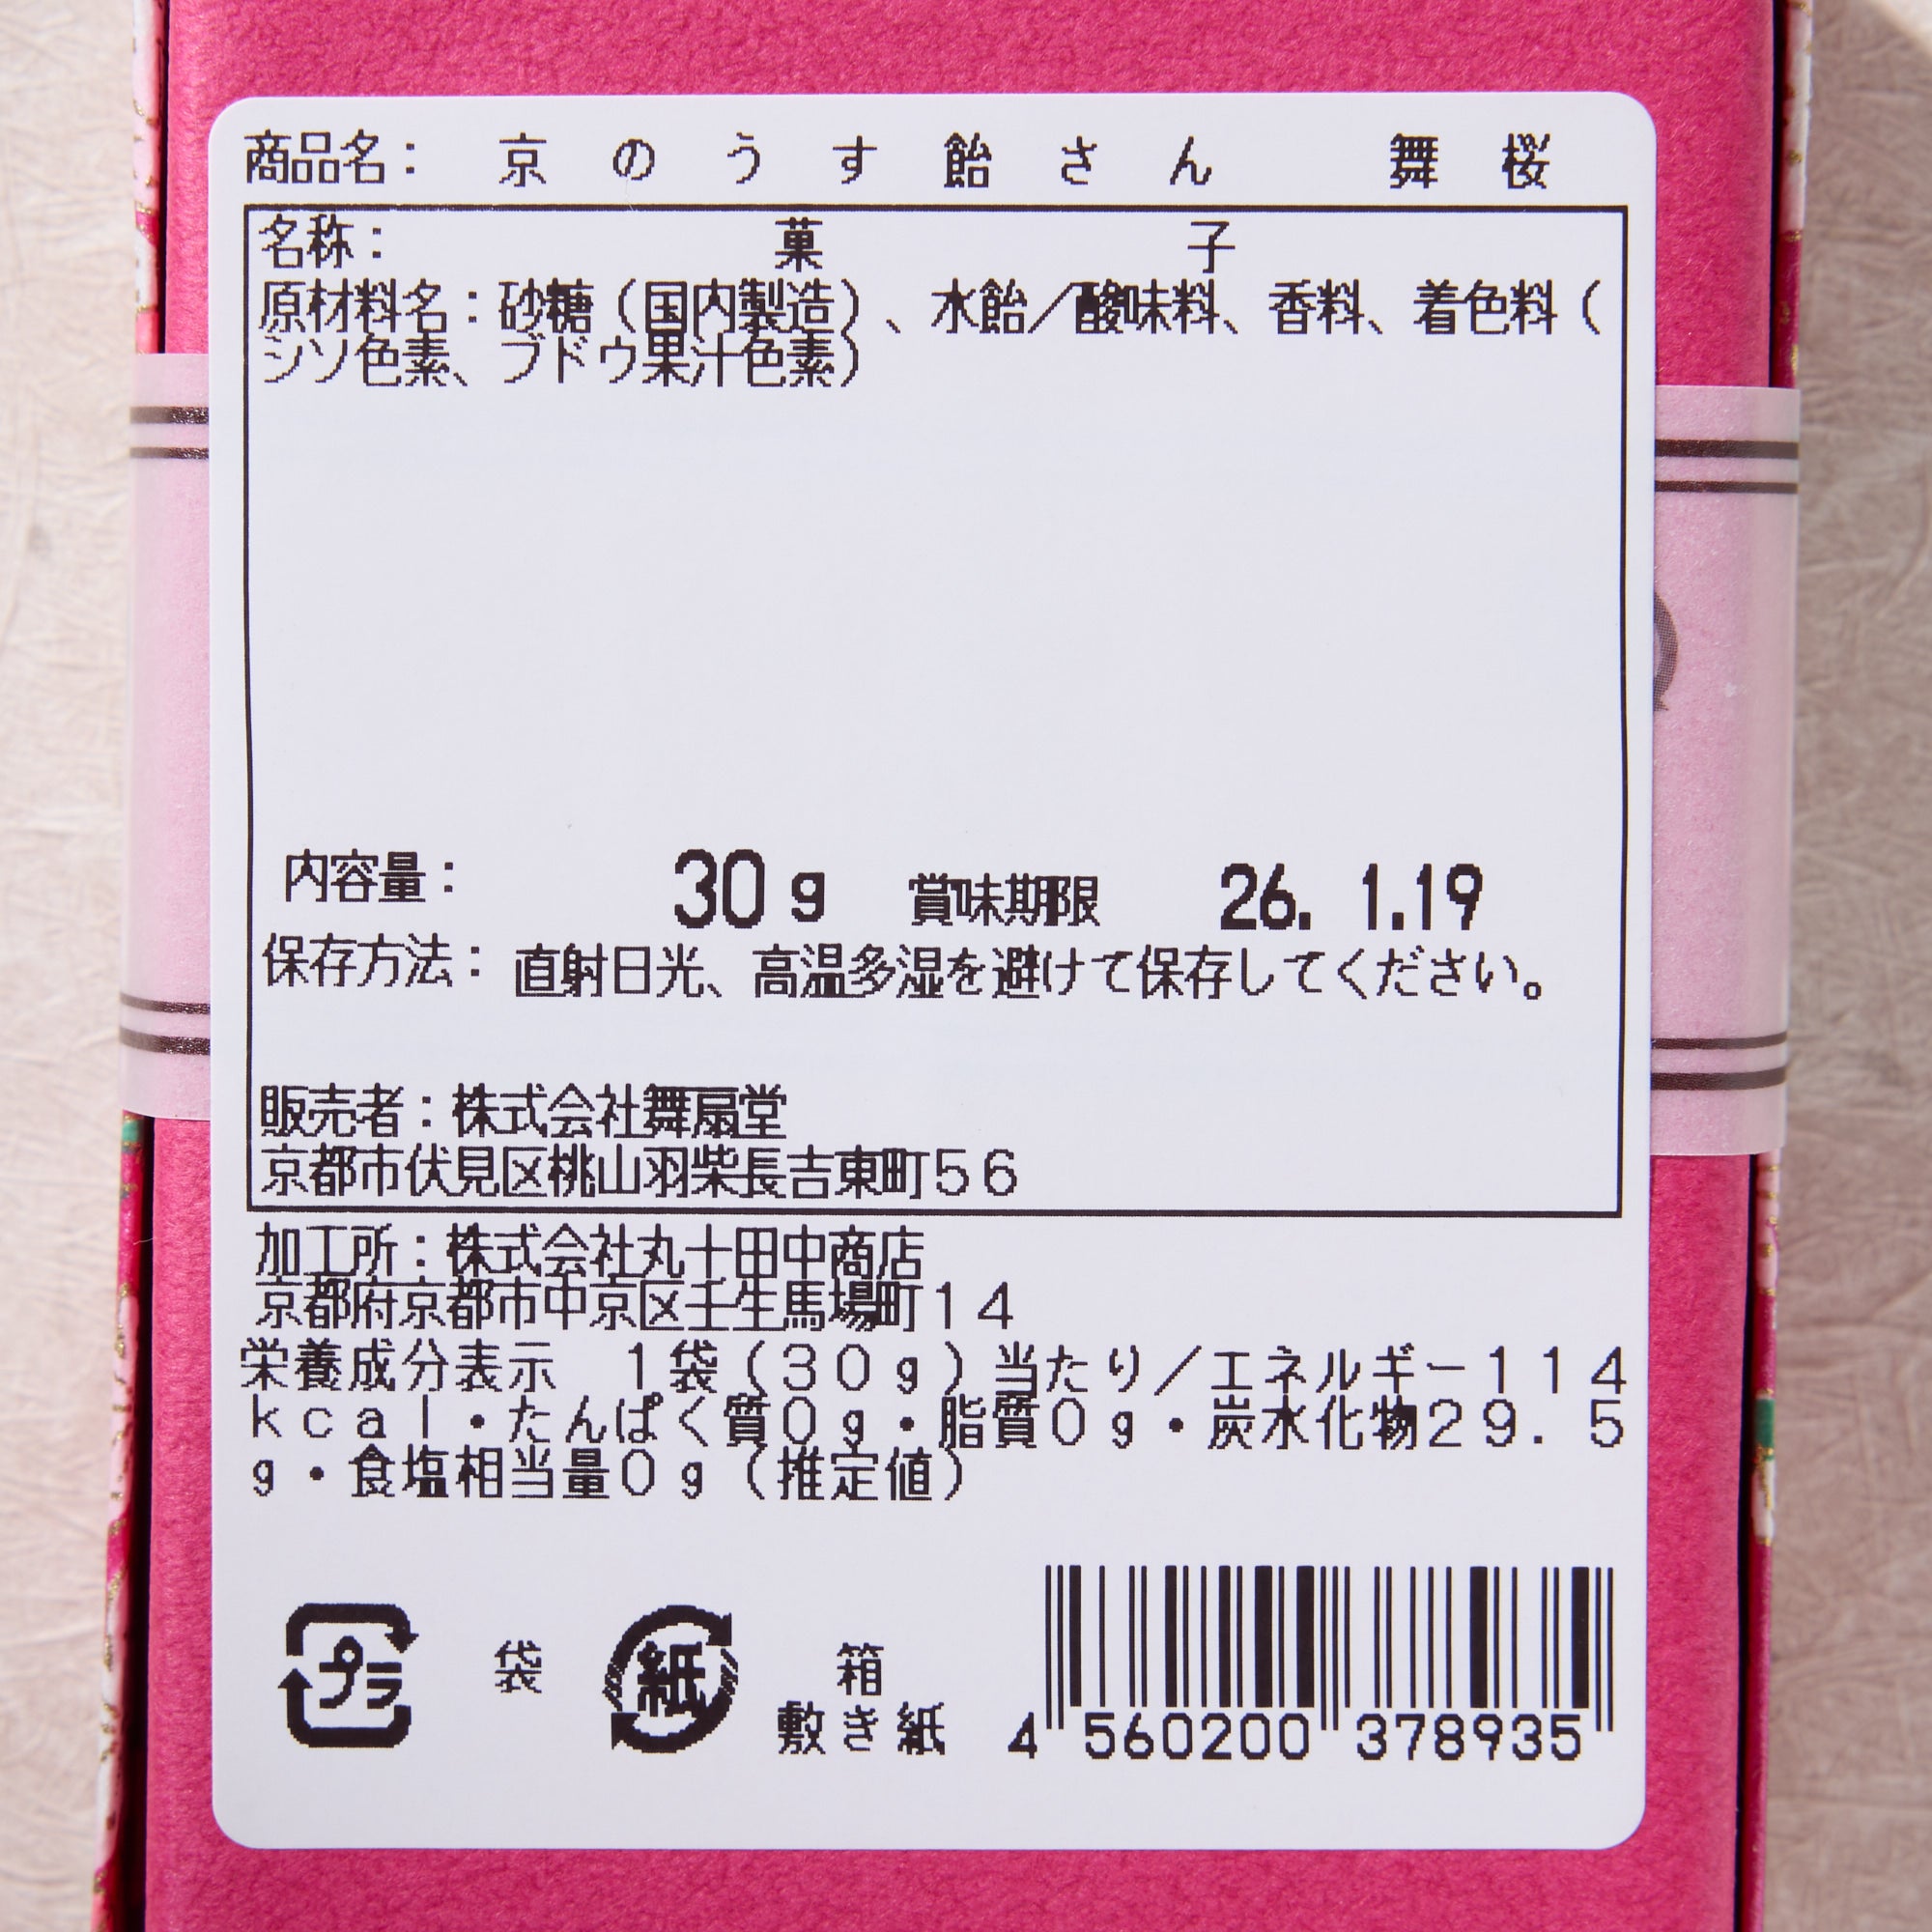 商品名： 京のうす飴さん 舞桜
名称： 菓子
原材料名：砂糖（国内製造）、水飴／酸味料、香料、着色料（
シソ色素、ブドウ果汁色素）
内容量： 30g 賞味期限 26. 1.19
保存方法：直射日光、高温多湿を避けて保存してください。
販売者：株式会社舞扇堂
京都市伏見区桃山羽柴長吉東町５６
加工所：株式会社丸十田中商店
京都府京都市中京区壬生馬場町１４
栄養成分表示 １袋（３０ｇ）当たり／エネルギー１１４
ｋｃａｌ・たんぱく質０ｇ・脂質０ｇ・炭水化物２９．５
ｇ・食塩相当量０ｇ（推定値）
プラ 袋 紙 箱
敷き紙
4 560200 378935